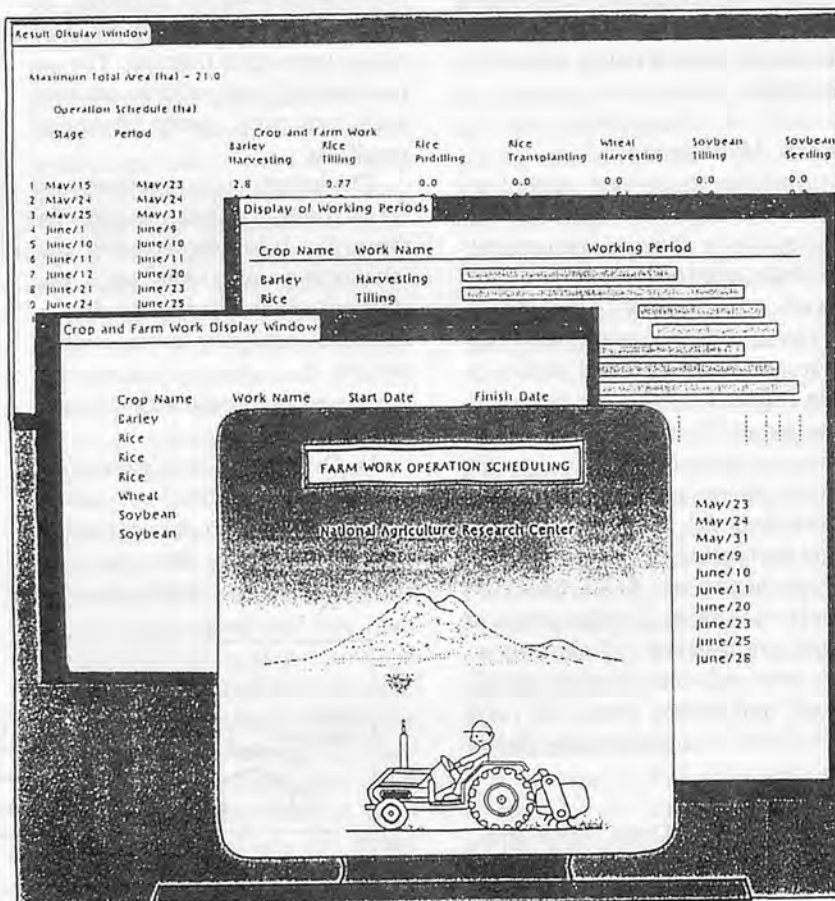 Result Display Window
Maximum Total Area (ha) = 21.0
Operation Schedule (ha)
Stage Period Crop and Farm Work
Barley Rice Rice Rice Wheat Soybean Soybean
Harvesting Tilling Puddling Transplanting Harvesting Tilling Seeding
1 May/15 May/23 2.8 0.77 0.0 0.0 0.0 0.0 0.0
2 May/24 May/24
3 May/25 May/31
4 June/1 June/9
5 June/10 June/10
6 June/11 June/11
7 June/12 June/20
8 June/21 June/23
9 June/24 June/25
Display of Working Periods
Crop Name Work Name Working Period
Barley Harvesting
Rice Tilling
May/23
May/24
May/31
June/9
June/10
June/11
June/20
June/23
June/25
June/28
Crop and Farm Work Display Window
Crop Name Work Name Start Date Finish Date
Barley
Rice
Rice
Rice
Wheat
Soybean
Soybean
FARM WORK OPERATION SCHEDULING
National Agriculture Research Center